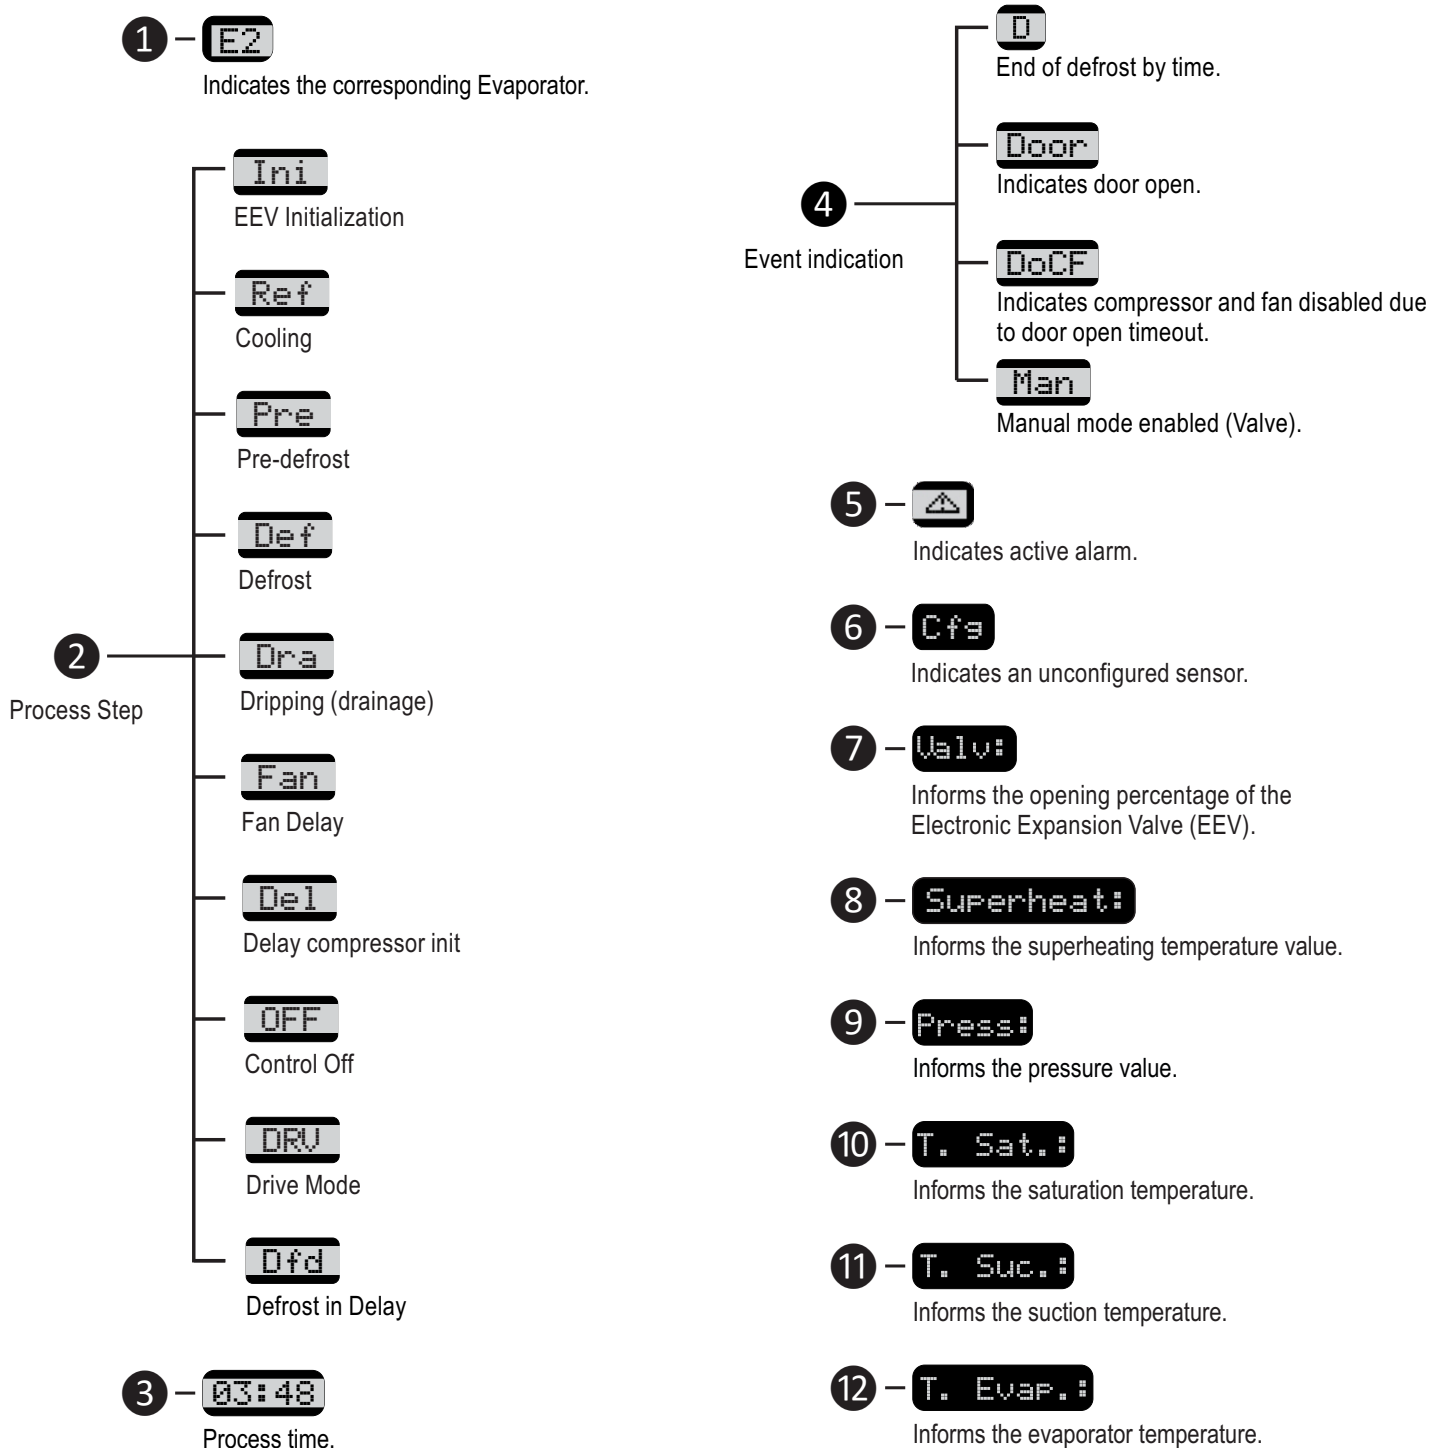 1
E2
Indicates the corresponding Evaporator.
2
Process Step
Ini
EEV Initialization
Ref
Cooling
Pre
Pre-defrost
Def
Defrost
Dra
Dripping (drainage)
Fan
Fan Delay
Del
Delay compressor init
OFF
Control Off
DRV
Drive Mode
Dfd
Defrost in Delay
3
03:48
Process time.
4
Event indication
D
End of defrost by time.
Door
Indicates door open.
DoCF
Indicates compressor and fan disabled due
to door open timeout.
Man
Manual mode enabled (Valve).
5
Indicates active alarm.
6
Cfg
Indicates an unconfigured sensor.
7
Valv:
Informs the opening percentage of the
Electronic Expansion Valve (EEV).
8
Superheat:
Informs the superheating temperature value.
9
Press:
Informs the pressure value.
10
T. Sat.:
Informs the saturation temperature.
11
T. Suc.:
Informs the suction temperature.
12
T. Evap.:
Informs the evaporator temperature.